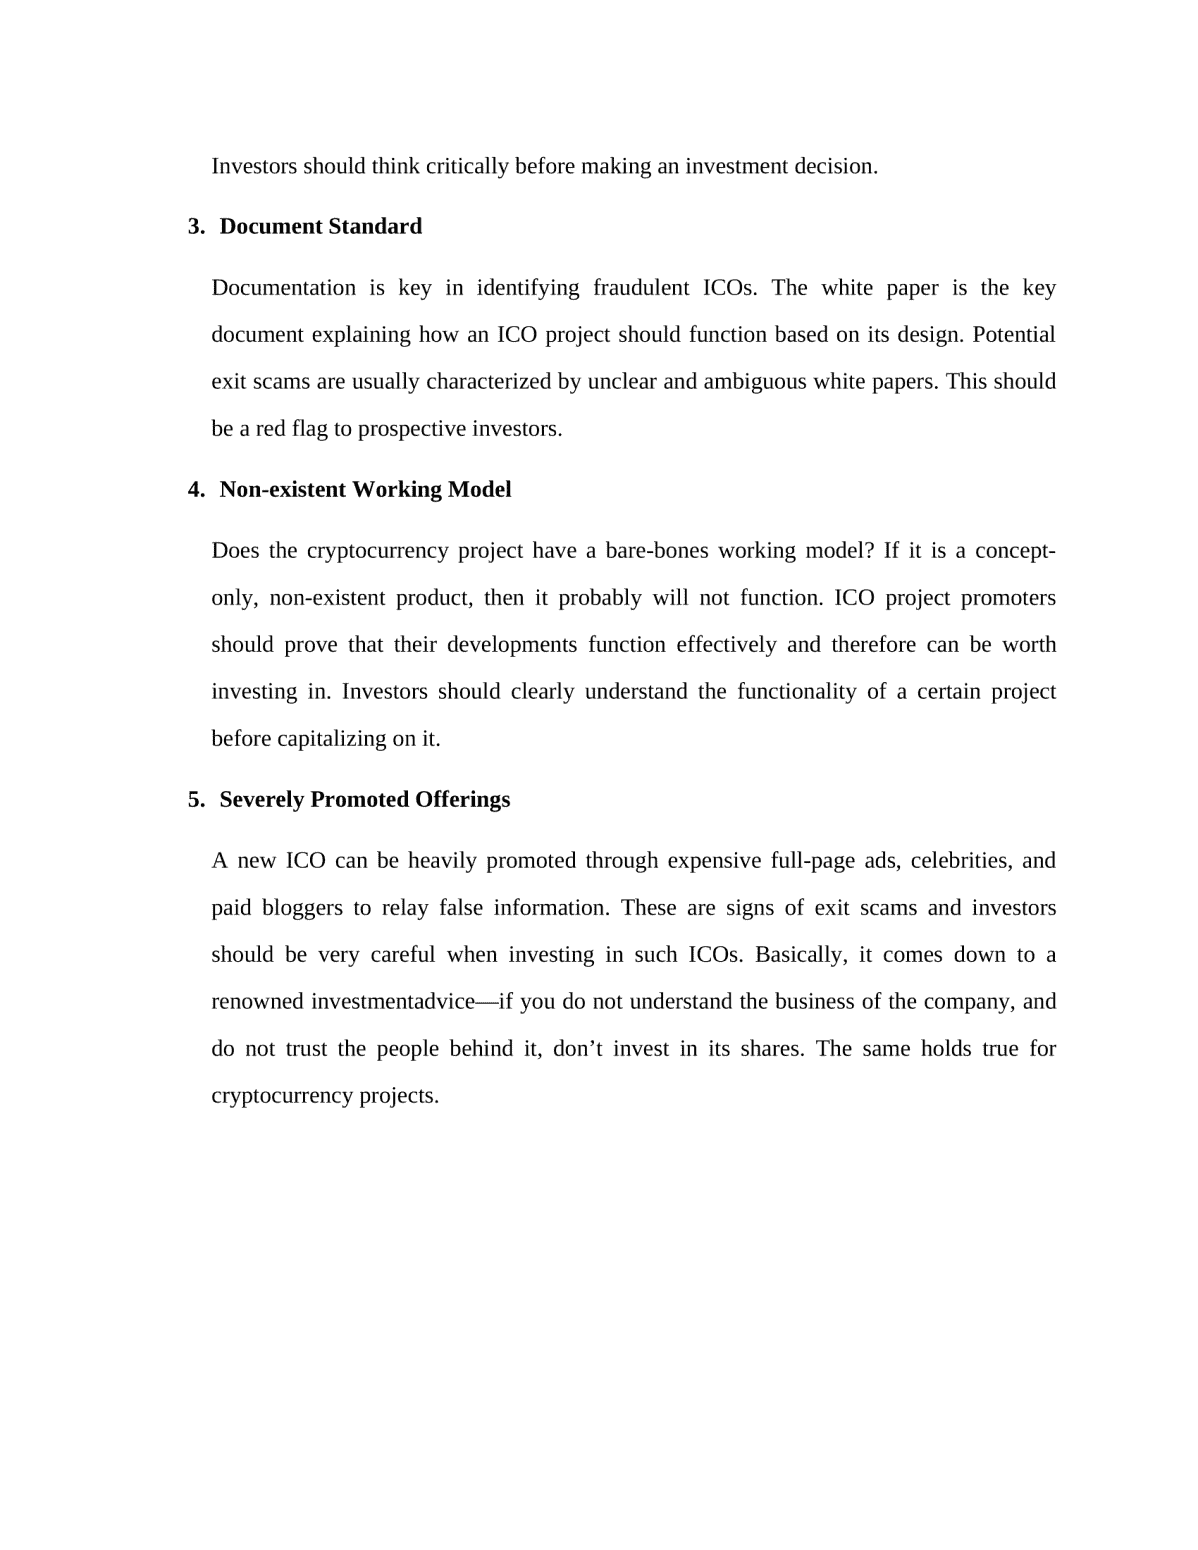 Investors should think critically before making an investment decision.
3. Document Standard
Documentation is key in identifying fraudulent ICOs. The white paper is the key
document explaining how an ICO project should function based on its design. Potential
exit scams are usually characterized by unclear and ambiguous white papers. This should
be a red flag to prospective investors.
4. Non-existent Working Model
Does the cryptocurrency project have a bare-bones working model? If it is a concept-
only, non-existent product, then it probably will not function. ICO project promoters
should prove that their developments function effectively and therefore can be worth
investing in. Investors should clearly understand the functionality of a certain project
before capitalizing on it.
5. Severely Promoted Offerings
A new ICO can be heavily promoted through expensive full-page ads, celebrities, and
paid bloggers to relay false information. These are signs of exit scams and investors
should be very careful when investing in such ICOs. Basically, it comes down to a
renowned investmentadvice—if you do not understand the business of the company, and
do not trust the people behind it, don’t invest in its shares. The same holds true for
cryptocurrency projects.